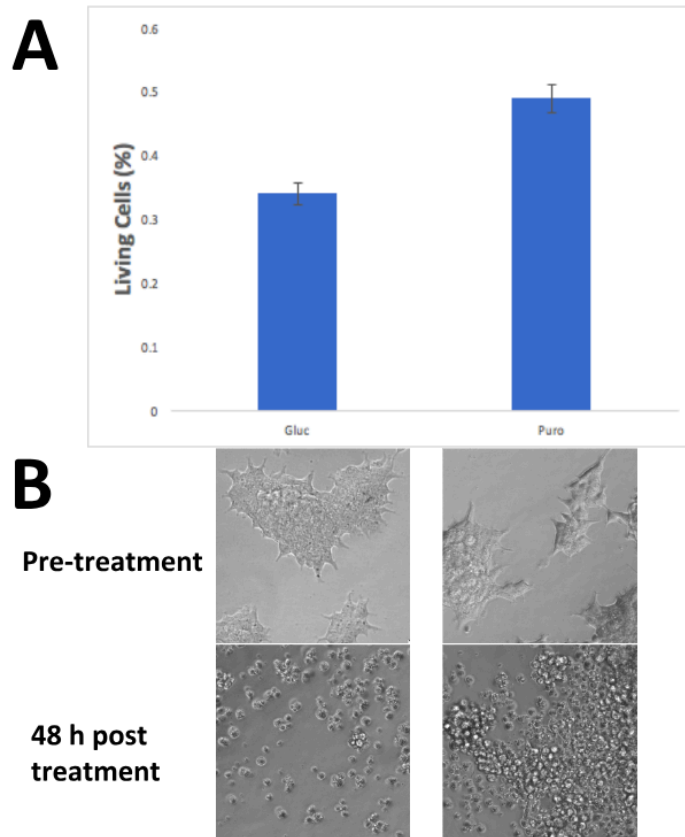 A
0.6
0.5
0.4
0.3
0.2
0.1
0
Living Cells (%)
Gluc
Puro
B
Pre-treatment
48 h post
treatment